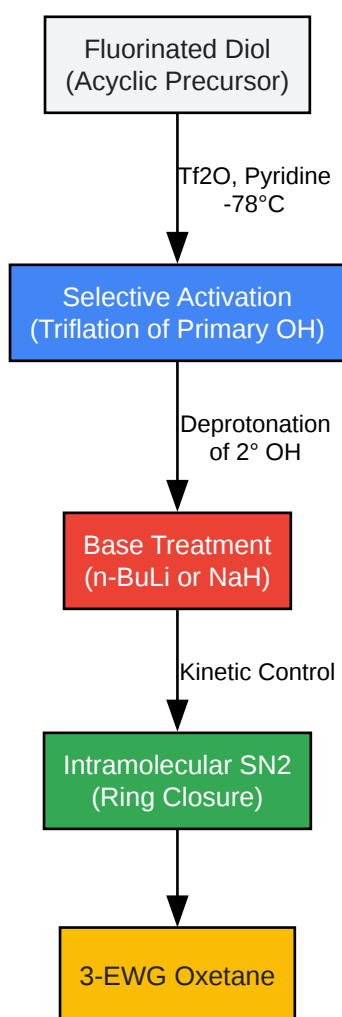 Fluorinated Diol
(Acyclic Precursor)
Tf2O, Pyridine
-78°C
Selective Activation
(Triflation of Primary OH)
Deprotonation
of 2° OH
Base Treatment
(n-BuLi or NaH)
Kinetic Control
Intramolecular SN2
(Ring Closure)
3-EWG Oxetane